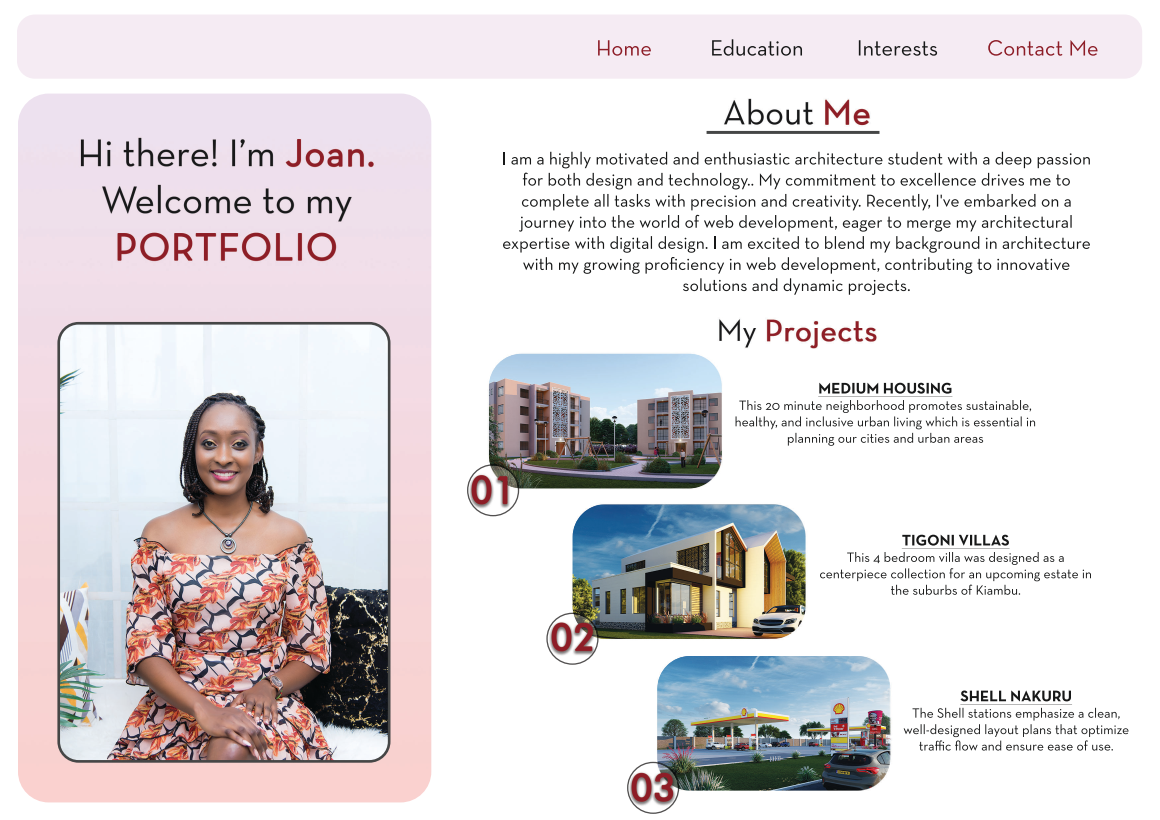 Home Education Interests Contact Me
Hi there! I'm Joan.
Welcome to my
PORTFOLIO
About Me
I am a highly motivated and enthusiastic architecture student with a deep passion
for both design and technology.. My commitment to excellence drives me to
complete all tasks with precision and creativity. Recently, I've embarked on a
journey into the world of web development, eager to merge my architectural
expertise with digital design. I am excited to blend my background in architecture
with my growing proficiency in web development, contributing to innovative
solutions and dynamic projects.
My Projects
01
MEDIUM HOUSING
This 20 minute neighborhood promotes sustainable,
healthy, and inclusive urban living which is essential in
planning our cities and urban areas
02
TIGONI VILLAS
This 4 bedroom villa was designed as a
centerpiece collection for an upcoming estate in
the suburbs of Kiambu.
03
SHELL NAKURU
The Shell stations emphasize a clean,
well-designed layout plans that optimize
traffic flow and ensure ease of use.